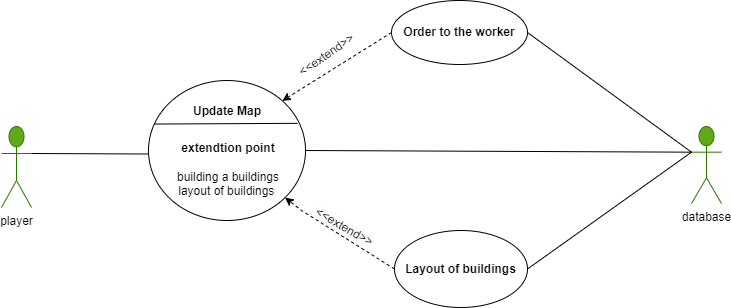 Order to the worker
<<extend>>
Update Map
extendtion point
building a buildings
layout of buildings
player
database
<<extend>>
Layout of buildings